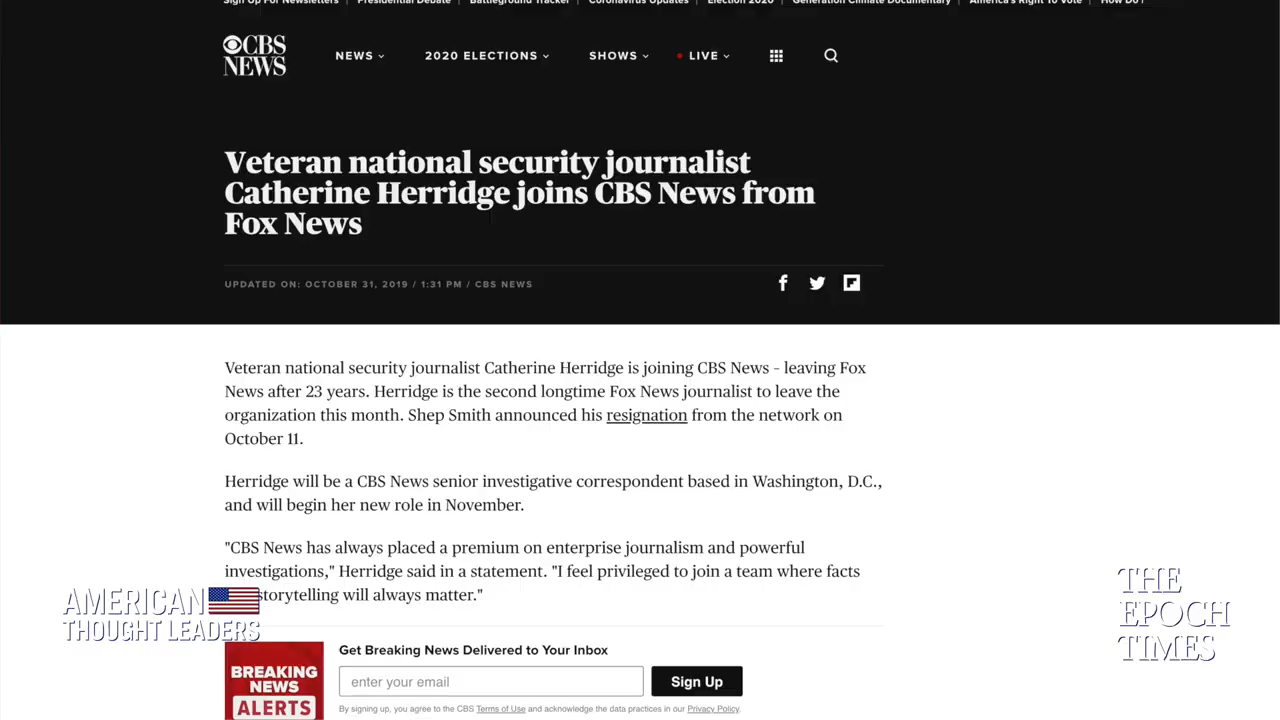 Sign Up For Newsletters | Presidential Debate | Battleground Tracker | Coronavirus Updates | Election 2020 | Generation Climate Documentary | America's Right To Vote | How Do I
CBS NEWS
NEWS 2020 ELECTIONS SHOWS LIVE
Veteran national security journalist
Catherine Herridge joins CBS News from
Fox News
UPDATED ON: OCTOBER 31, 2019 / 1:31 PM / CBS NEWS
Veteran national security journalist Catherine Herridge is joining CBS News – leaving Fox
News after 23 years. Herridge is the second longtime Fox News journalist to leave the
organization this month. Shep Smith announced his resignation from the network on
October 11.
Herridge will be a CBS News senior investigative correspondent based in Washington, D.C.,
and will begin her new role in November.
"CBS News has always placed a premium on enterprise journalism and powerful
investigations," Herridge said in a statement. "I feel privileged to join a team where facts
storytelling will always matter."
AMERICAN
THOUGHT LEADERS
THE
EPOCH
TIMES
BREAKING
NEWS
ALERTS
Get Breaking News Delivered to Your Inbox
enter your email
Sign Up
By signing up, you agree to the CBS Terms of Use and acknowledge the data practices in our Privacy Policy.